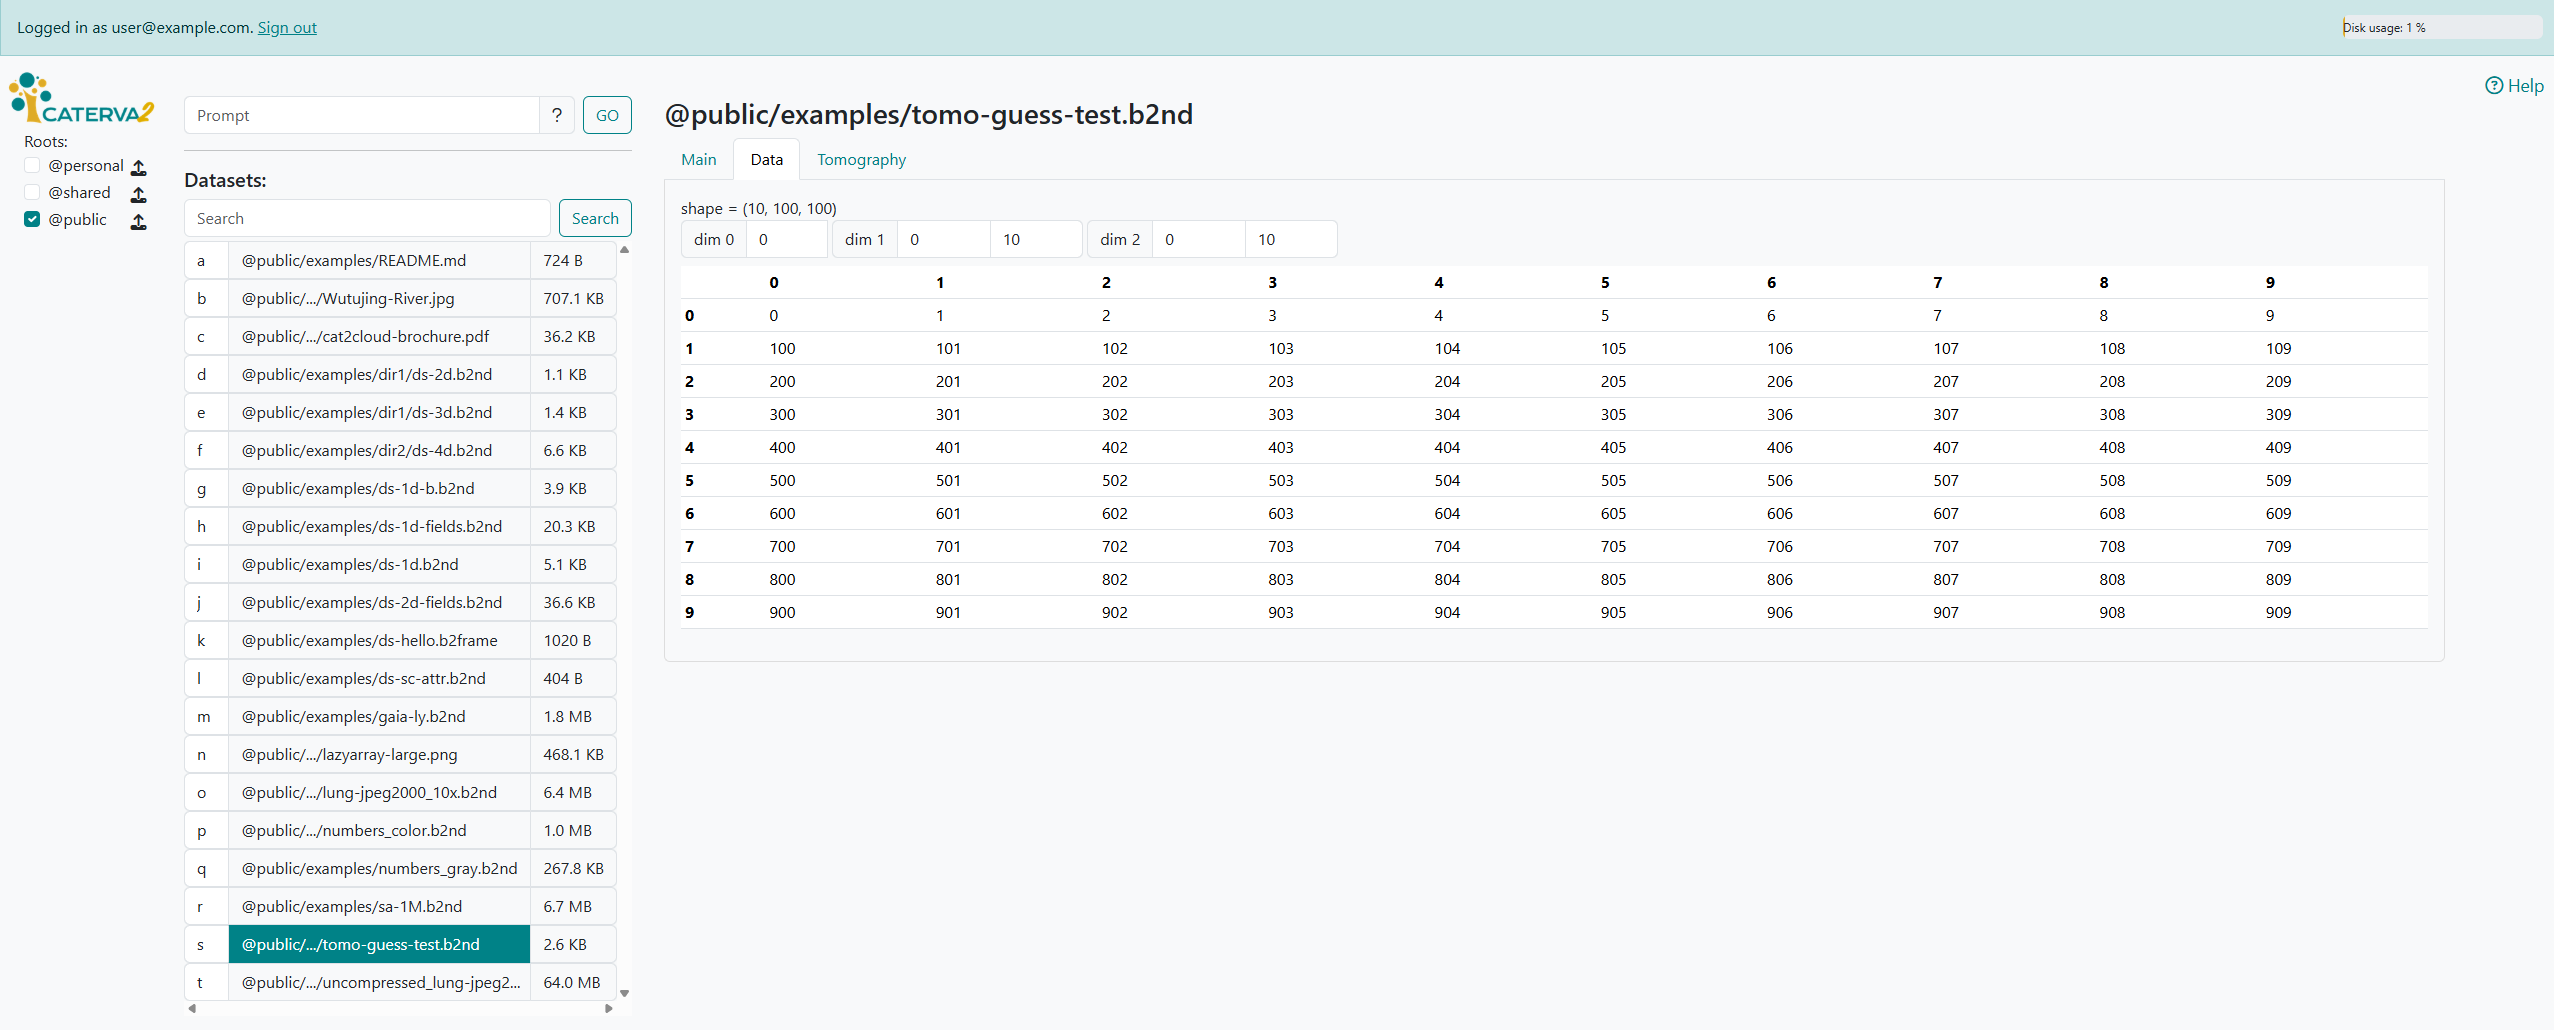 Logged in as user@example.com. Sign out
Disk usage: 1 %
CATERVA2
Roots:
@personal
@shared
@public
Prompt ? GO
Datasets:
Search Search
a @public/examples/README.md 724 B
b @public/.../Wutujing-River.jpg 707.1 KB
c @public/.../cat2cloud-brochure.pdf 36.2 KB
d @public/examples/dir1/ds-2d.b2nd 1.1 KB
e @public/examples/dir1/ds-3d.b2nd 1.4 KB
f @public/examples/dir2/ds-4d.b2nd 6.6 KB
g @public/examples/ds-1d-b.b2nd 3.9 KB
h @public/examples/ds-1d-fields.b2nd 20.3 KB
i @public/examples/ds-1d.b2nd 5.1 KB
j @public/examples/ds-2d-fields.b2nd 36.6 KB
k @public/examples/ds-hello.b2frame 1020 B
l @public/examples/ds-sc-attr.b2nd 404 B
m @public/examples/gaia-ly.b2nd 1.8 MB
n @public/.../lazyarray-large.png 468.1 KB
o @public/.../lung-jpeg2000_10x.b2nd 6.4 MB
p @public/.../numbers_color.b2nd 1.0 MB
q @public/examples/numbers_gray.b2nd 267.8 KB
r @public/examples/sa-1M.b2nd 6.7 MB
s @public/.../tomo-guess-test.b2nd 2.6 KB
t @public/.../uncompressed_lung-jpeg2... 64.0 MB
Help
@public/examples/tomo-guess-test.b2nd
Main Data Tomography
shape = (10, 100, 100)
dim 0 0 dim 1 0 10 dim 2 0 10
0 1 2 3 4 5 6 7 8 9
0 0 1 2 3 4 5 6 7 8 9
1 100 101 102 103 104 105 106 107 108 109
2 200 201 202 203 204 205 206 207 208 209
3 300 301 302 303 304 305 306 307 308 309
4 400 401 402 403 404 405 406 407 408 409
5 500 501 502 503 504 505 506 507 508 509
6 600 601 602 603 604 605 606 607 608 609
7 700 701 702 703 704 705 706 707 708 709
8 800 801 802 803 804 805 806 807 808 809
9 900 901 902 903 904 905 906 907 908 909